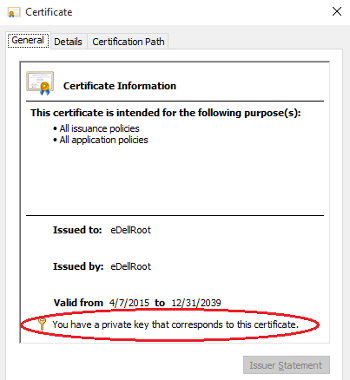 Certificate
General Details Certification Path
Certificate Information
This certificate is intended for the following purpose(s):
• All issuance policies
• All application policies
Issued to: eDellRoot
Issued by: eDellRoot
Valid from 4/7/2015 to 12/31/2039
You have a private key that corresponds to this certificate.
Issuer Statement